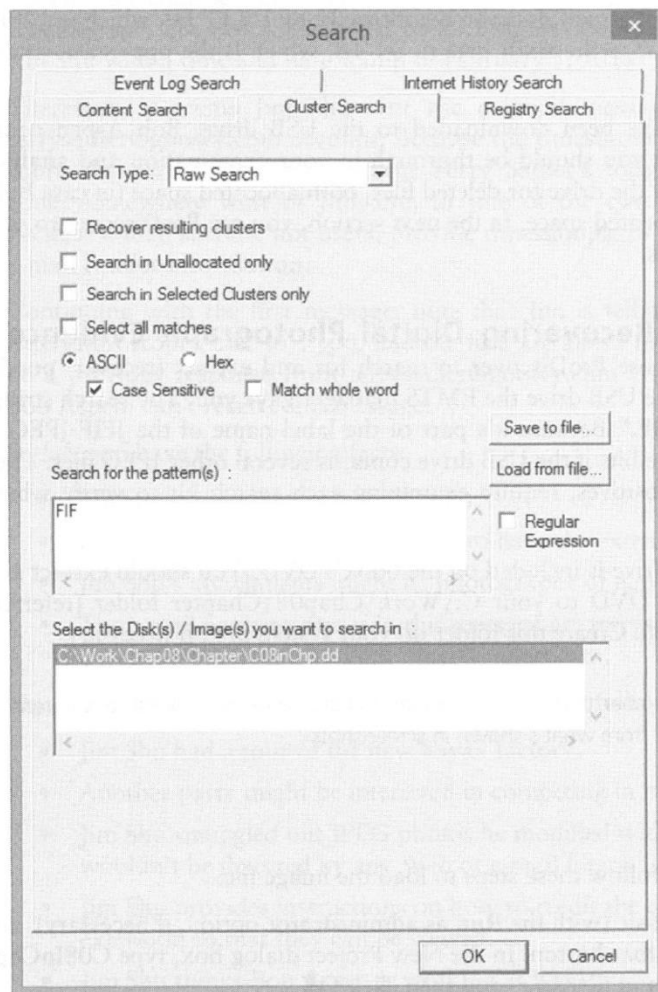 Search
Event Log Search Internet History Search
Content Search Cluster Search Registry Search
Search Type: Raw Search
Recover resulting clusters
Search in Unallocated only
Search in Selected Clusters only
Select all matches
ASCII Hex
Case Sensitive Match whole word
Save to file...
Search for the pattern(s) : Load from file...
FIF
Regular
Expression
Select the Disk(s) / Image(s) you want to search in
C:\Work\Chap08\Chapter\C08inChp.dd
OK Cancel